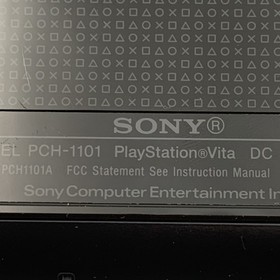 SONY®
EL PCH-1101 PlayStation®Vita DC
PCH1101A FCC Statement See Instruction Manual
Sony Computer Entertainment In